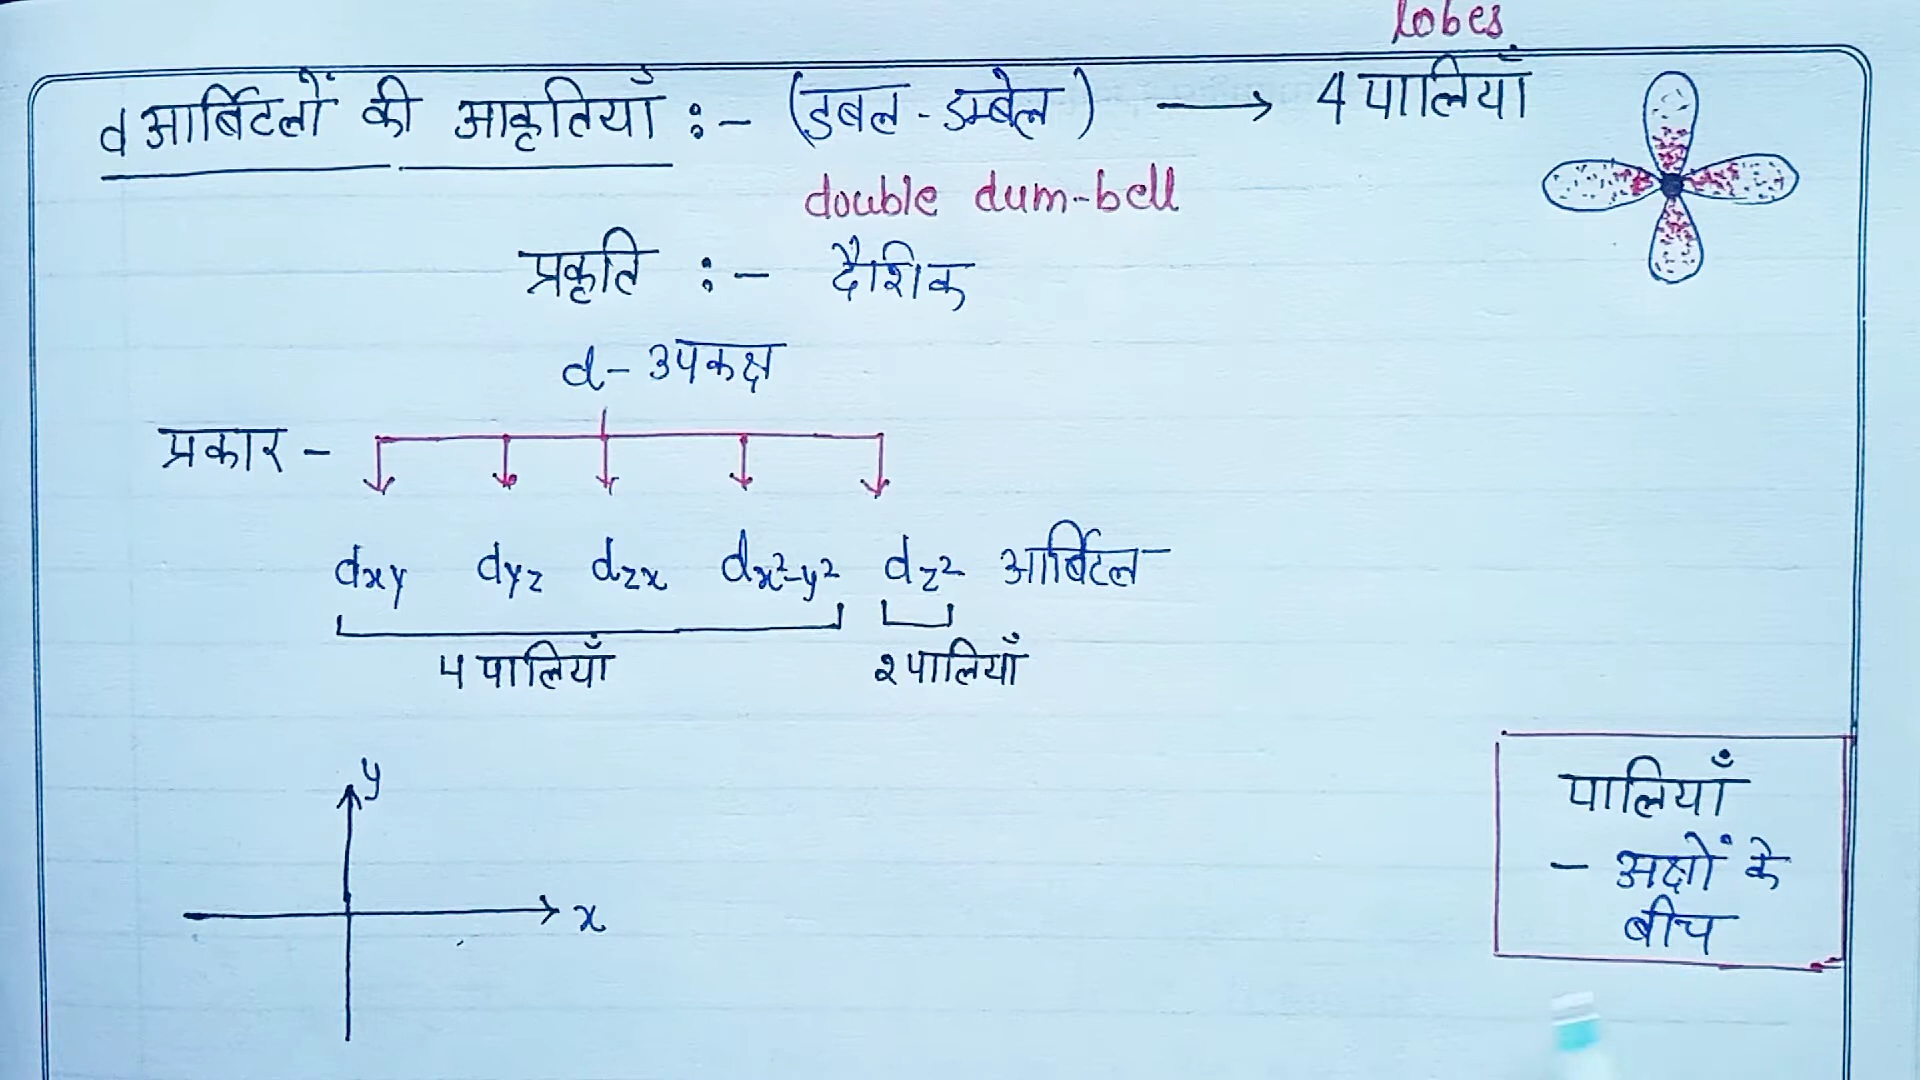 lobes
d आर्बिटलों की आकृतियाँ :- (डबल-डम्बेल) → 4 पालियाँ
double dum-bell
प्रकृति :- दैशिक
d- उपकक्ष
प्रकार -
dxy dyz dzx dx²-y² dz² आर्बिटल
4 पालियाँ 2 पालियाँ
y
x
पालियाँ
- अक्षों के
बीच